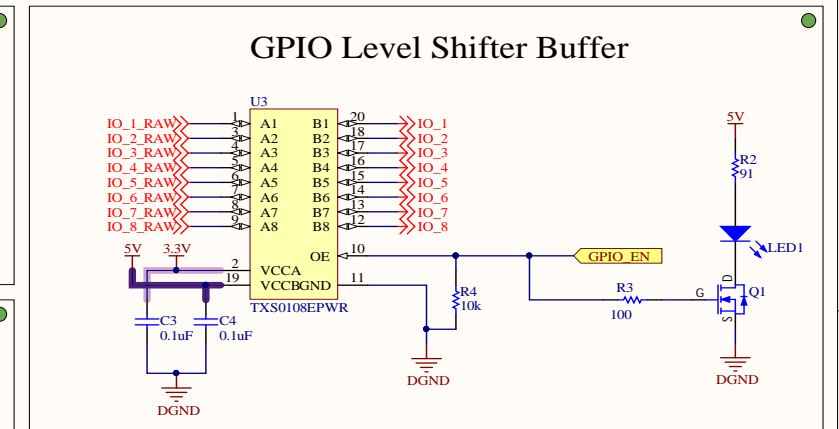 GPIO Level Shifter Buffer
U3
IO_1_RAW 1 A1 B1 20 IO_1
IO_2_RAW 3 A2 B2 18 IO_2
IO_3_RAW 4 A3 B3 17 IO_3
IO_4_RAW 5 A4 B4 16 IO_4
IO_5_RAW 6 A5 B5 15 IO_5
IO_6_RAW 7 A6 B6 14 IO_6
IO_7_RAW 8 A7 B7 13 IO_7
IO_8_RAW 9 A8 B8 12 IO_8
5V
R2
91
LED1
5V 3.3V
OE 10 GPIO_EN
2 VCCA
19 VCCB GND 11
TXS0108EPWR
R4
10k
R3
100
G D S Q1
C3
0.1uF
C4
0.1uF
DGND
DGND
DGND